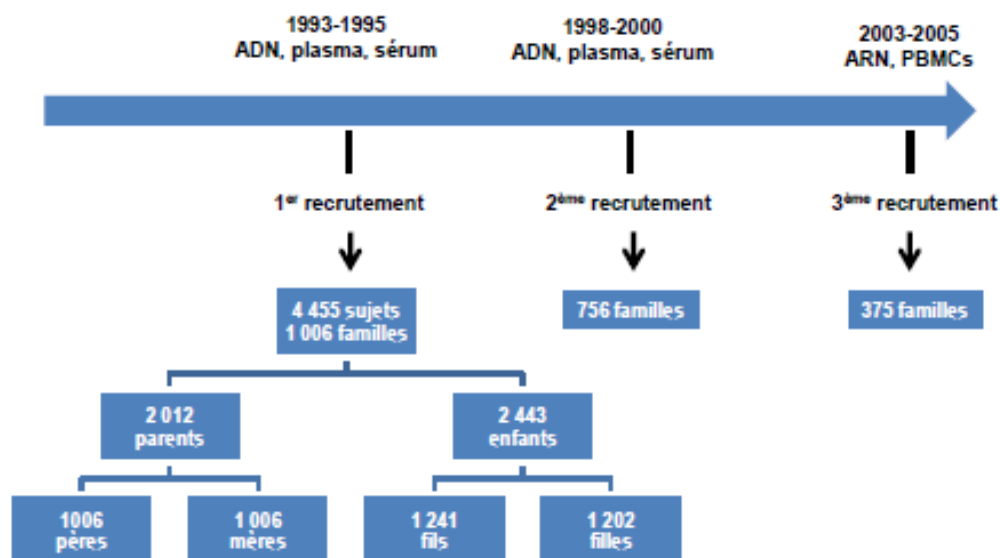 1993-1995
ADN, plasma, sérum
1998-2000
ADN, plasma, sérum
2003-2005
ARN, PBMCs
1er recrutement
2ème recrutement
3ème recrutement
4 455 sujets
1 006 familles
756 familles
375 familles
2 012
parents
2 443
enfants
1006
pères
1 006
mères
1 241
fils
1 202
filles